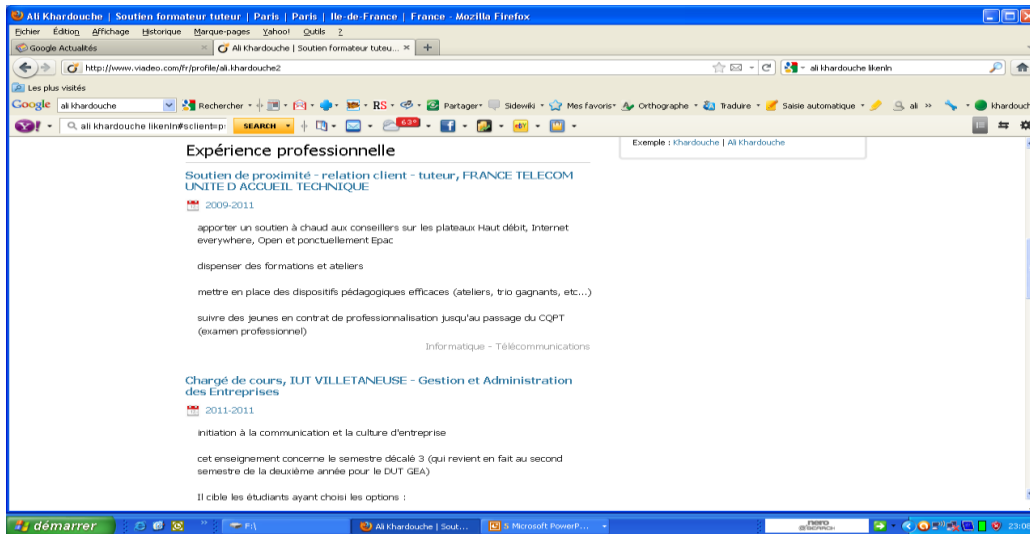 Ali Khardouche | Soutien formateur tuteur | Paris | Paris | Ile-de-France | France - Mozilla Firefox
Fichier Édition Affichage Historique Marque-pages Yahoo! Outils ?
Google Actualités
Ali Khardouche | Soutien formateur tuteu...
http://www.viadeo.com/fr/profile/ali.khardouche2
ali khardouche likenln
Les plus visités
Google ali khardouche Rechercher RS Partager Sidewiki Mes favoris Orthographe Traduire Saisie automatique ali » khardouch
Y! ali khardouche likenln#sclient=p: SEARCH 63°
Expérience professionnelle
Exemple : Khardouche | Ali Khardouche
Soutien de proximité - relation client - tuteur, FRANCE TELECOM
UNITE D ACCUEIL TECHNIQUE
2009-2011
apporter un soutien à chaud aux conseillers sur les plateaux Haut débit, Internet
everywhere, Open et ponctuellement Epac
dispenser des formations et ateliers
mettre en place des dispositifs pédagogiques efficaces (ateliers, trio gagnants, etc...)
suivre des jeunes en contrat de professionnalisation jusqu'au passage du CQPT
(examen professionnel)
Informatique - Télécommunications
Chargé de cours, IUT VILLETANEUSE - Gestion et Administration
des Entreprises
2011-2011
initiation à la communication et la culture d'entreprise
cet enseignement concerne le semestre décalé 3 (qui revient en fait au second
semestre de la deuxième année pour le DUT GEA)
Il cible les étudiants ayant choisi les options :
démarrer F:\ Ali Khardouche | Sout... 5 Microsoft PowerP... nero 23:08